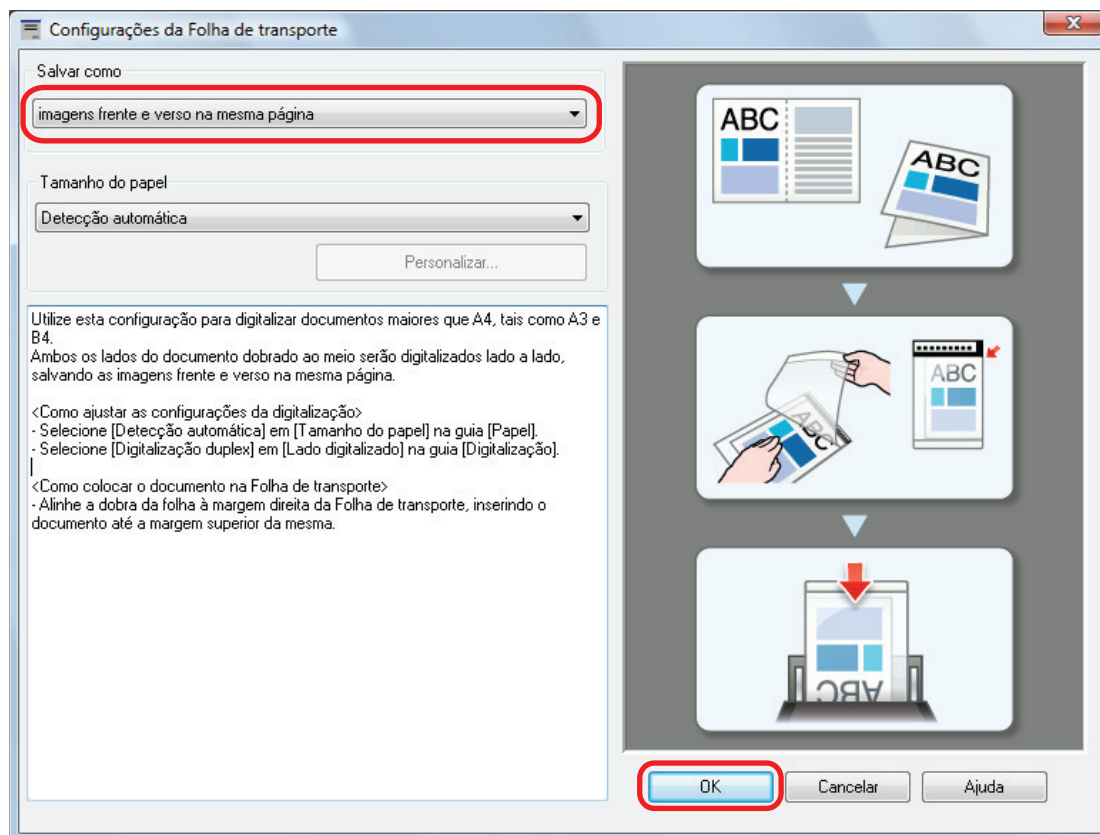 Configurações da Folha de transporte
Salvar como
imagens frente e verso na mesma página
Tamanho do papel
Detecção automática
Personalizar...
Utilize esta configuração para digitalizar documentos maiores que A4, tais como A3 e
B4.
Ambos os lados do documento dobrado ao meio serão digitalizados lado a lado,
salvando as imagens frente e verso na mesma página.
<Como ajustar as configurações da digitalização>
- Selecione [Detecção automática] em [Tamanho do papel] na guia [Papel].
- Selecione [Digitalização duplex] em [Lado digitalizado] na guia [Digitalização].
<Como colocar o documento na Folha de transporte>
- Alinhe a dobra da folha à margem direita da Folha de transporte, inserindo o
documento até a margem superior da mesma.
ABC
ABC
ABC
ABC
ABC
OK
Cancelar
Ajuda